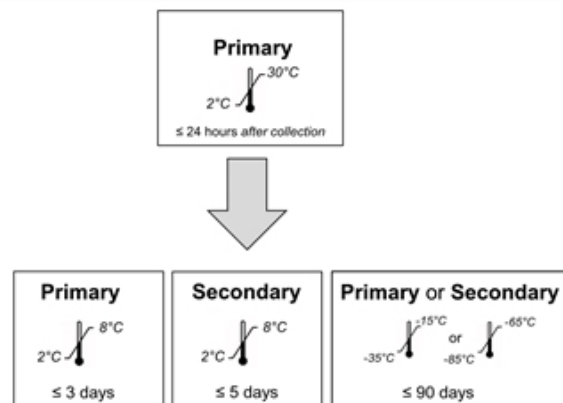 Primary
30°C
2°C
≤ 24 hours after collection
Primary
8°C
2°C
≤ 3 days
Secondary
8°C
2°C
≤ 5 days
Primary or Secondary
-15°C
-35°C
or
-65°C
-85°C
≤ 90 days